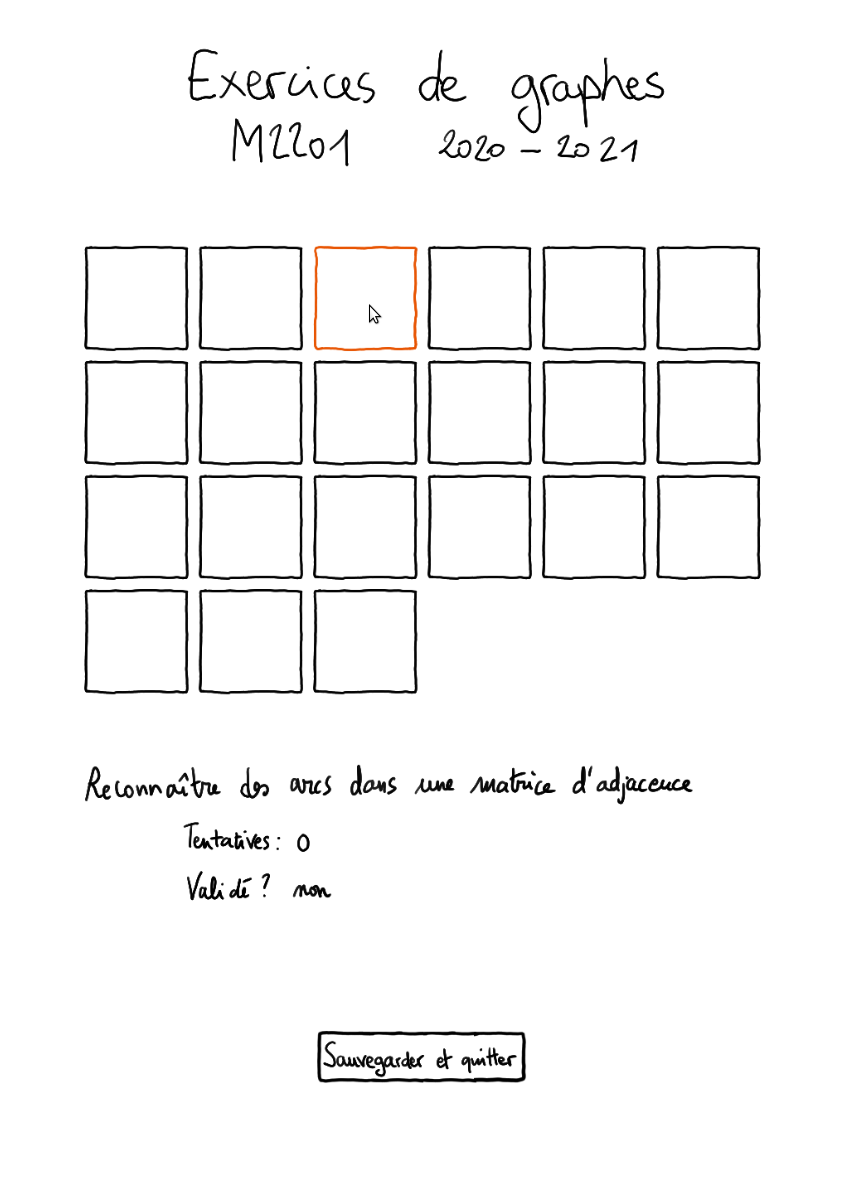 Exercices de graphes
M2201 2020 - 2021
Reconnaître des arcs dans une matrice d'adjacence
Tentatives : 0
Validé ? non
Sauvegarder et quitter